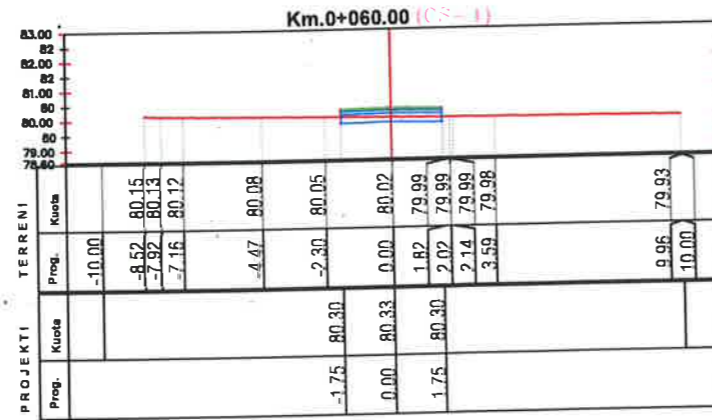 Km.0+060.00 (CS-1)
83.00
82
82.00
82
81.00
80
80.00
80
79.00
78.60
TERRENI
Kuota
80.15 80.13 80.12 80.08 80.05 80.02 79.99 79.99 79.99 79.98 79.93
Prog.
-10.00 -8.52 -7.92 -7.16 -4.47 -2.30 0.00 1.82 2.02 2.14 3.59 9.96 10.00
PROJEKTI
Kuota
80.30 80.33 80.30
Prog.
-1.75 0.00 1.75